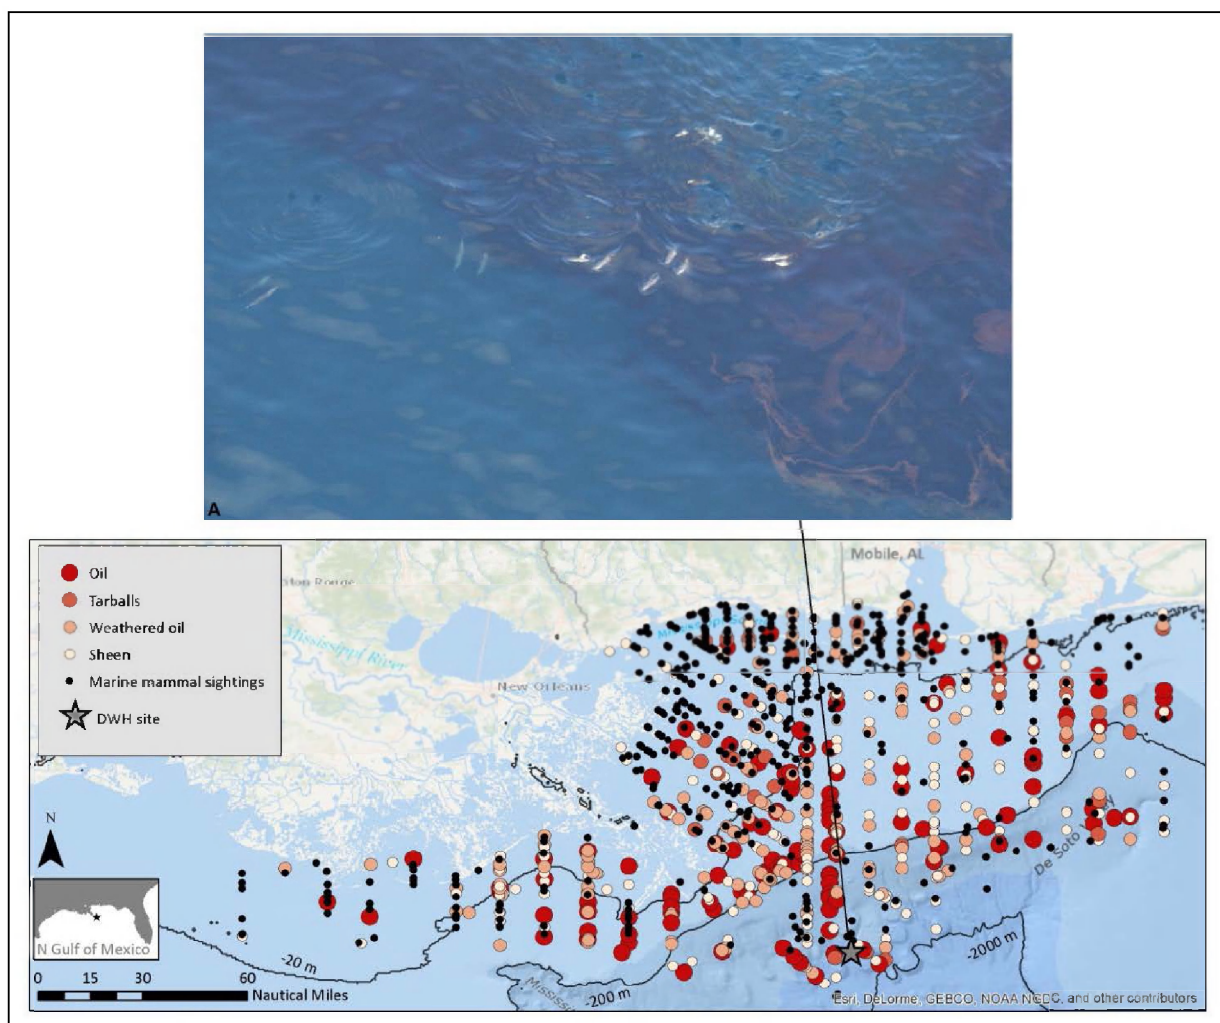 A
Oil
Tarballs
Weathered oil
Sheen
Marine mammal sightings
DWH site
Rouge
Mobile, AL
Mississippi River
New Orleans
N
N Gulf of Mexico
0 15 30 60
Nautical Miles
-20 m
-200 m
-2000 m
De Soto
Esri, DeLorme, GEBCO, NOAA NGDC, and other contributors